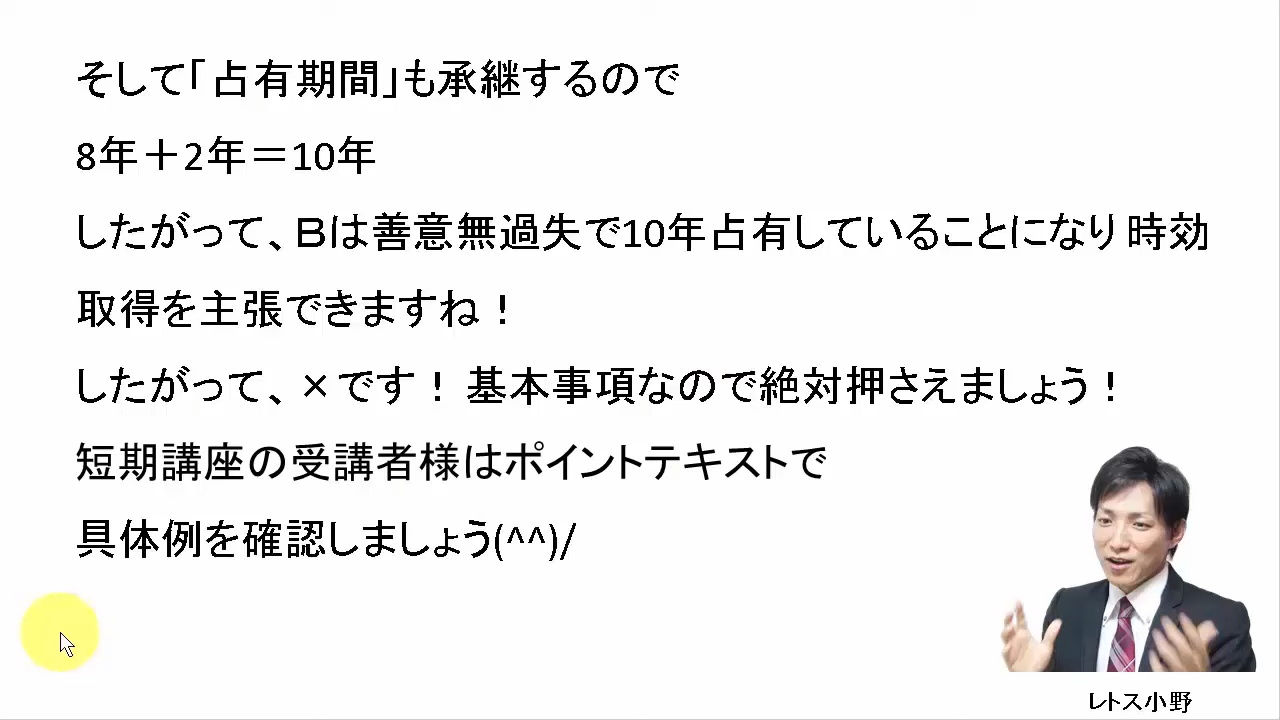 そして「占有期間」も承継するので
8年＋2年＝10年
したがって、Ｂは善意無過失で10年占有していることになり 時効
取得を主張できますね！
したがって、×です！ 基本事項なので絶対押さえましょう！
短期講座の受講者様はポイントテキストで
具体例を確認しましょう(^^)/
レトス小野